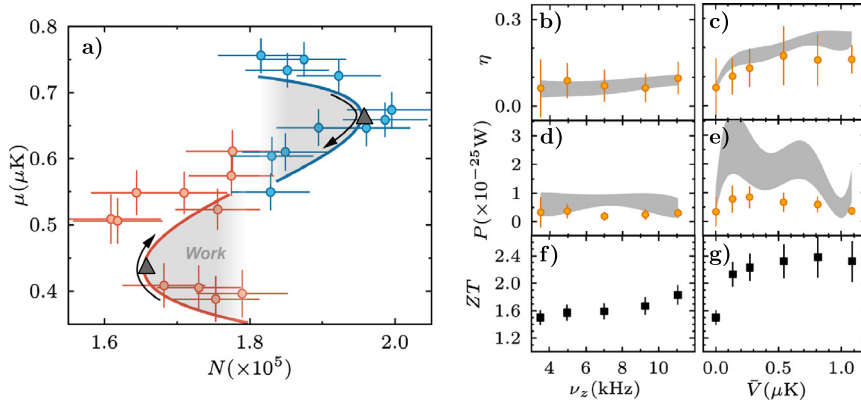 a)
0.8
0.7
0.6
0.5
0.4
μ(μK)
Work
1.6
1.8
2.0
N(×10⁵)
b)
0.3
0.0
η
c)
d)
3
2
1
0
P(×10⁻²⁵W)
e)
f)
2.4
2.0
1.6
1.2
ZT
g)
4
6
8
10
ν_z(kHz)
0.0
0.5
1.0
V̄(μK)